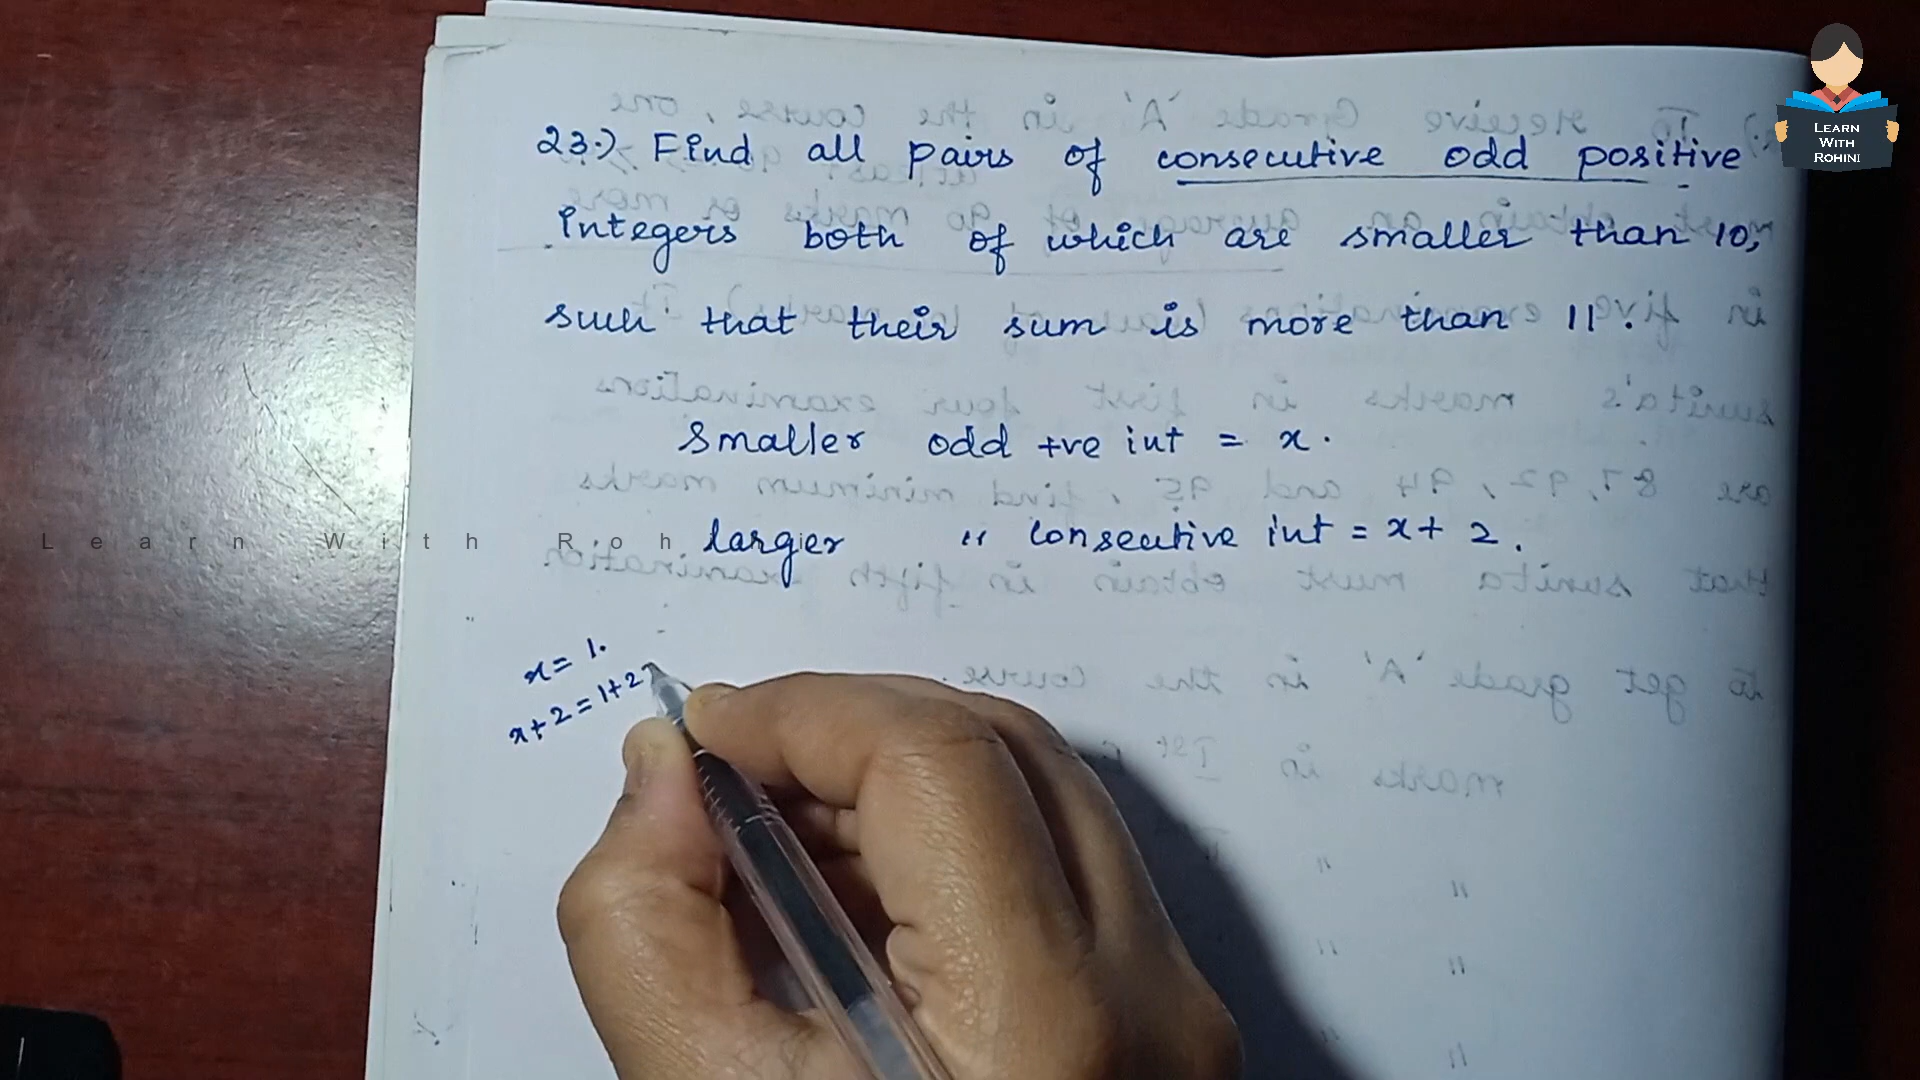 23.) Find all pairs of consecutive odd positive
integers both of which are smaller than 10,
such that their sum is more than 11.
Smaller odd +ve int = x.
larger " consecutive int = x + 2.
x = 1.
x + 2 = 1 + 2
Learn With Rohini
LEARN
WITH
ROHINI